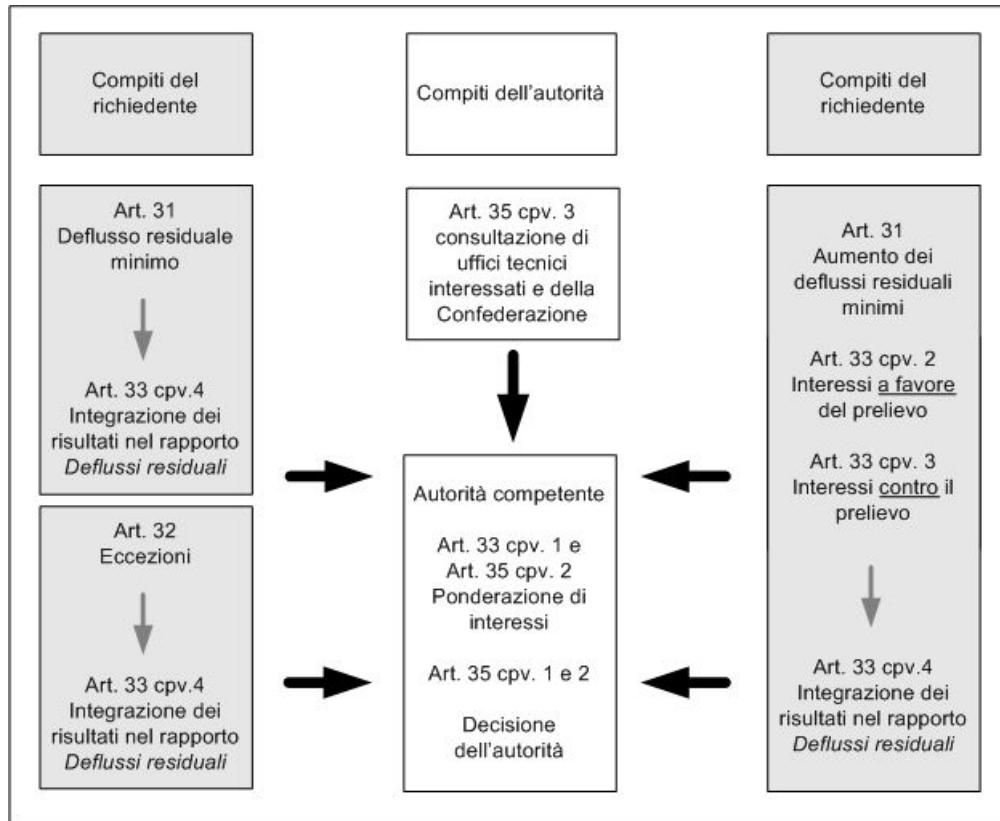 Compiti del
richiedente
Compiti dell'autorità
Compiti del
richiedente
Art. 31
Deflusso residuale
minimo
Art. 33 cpv.4
Integrazione dei
risultati nel rapporto
Deflussi residuali
Art. 32
Eccezioni
Art. 33 cpv.4
Integrazione dei
risultati nel rapporto
Deflussi residuali
Art. 35 cpv. 3
consultazione di
uffici tecnici
interessati e della
Confederazione
Autorità competente
Art. 33 cpv. 1 e
Art. 35 cpv. 2
Ponderazione di
interessi
Art. 35 cpv. 1 e 2
Decisione
dell'autorità
Art. 31
Aumento dei
deflussi residuali
minimi
Art. 33 cpv. 2
Interessi a favore
del prelievo
Art. 33 cpv. 3
Interessi contro il
prelievo
Art. 33 cpv.4
Integrazione dei
risultati nel rapporto
Deflussi residuali